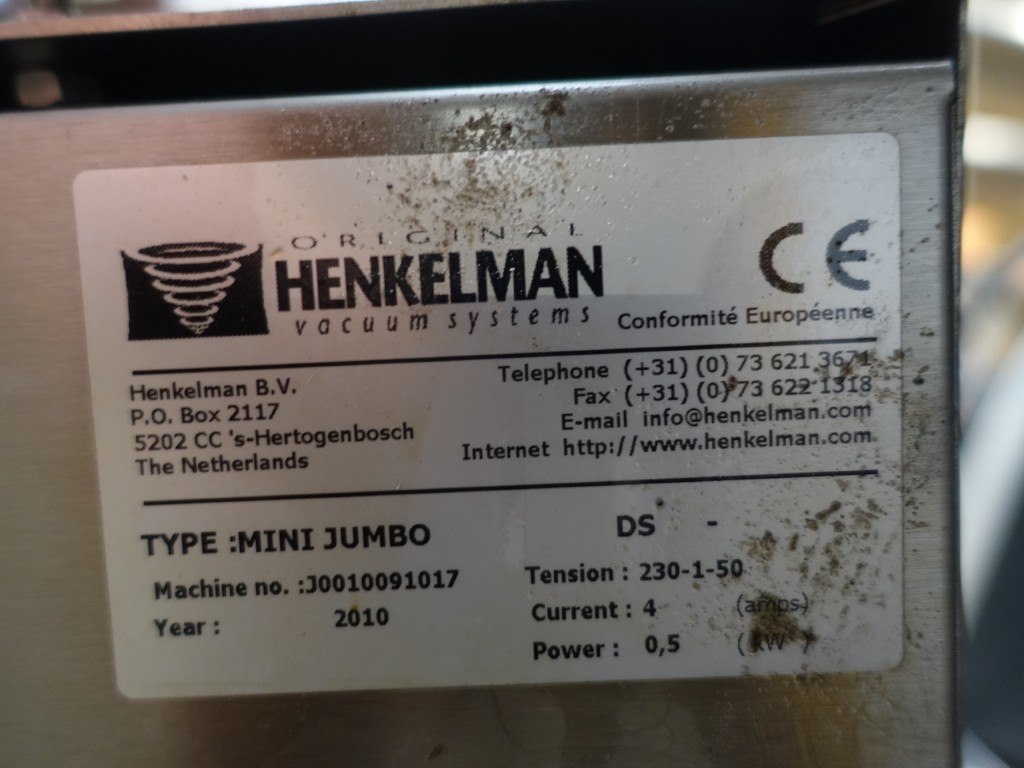 ORIGINAL
HENKELMAN
vacuum systems
CE
Conformité Européenne
Henkelman B.V.
P.O. Box 2117
5202 CC 's-Hertogenbosch
The Netherlands
Telephone (+31) (0) 73 621 3671
Fax (+31) (0) 73 622 1318
E-mail info@henkelman.com
Internet http://www.henkelman.com
TYPE :MINI JUMBO DS -
Machine no. :J0010091017
Year : 2010
Tension : 230-1-50
Current : 4 (amps)
Power : 0,5 ( kW )